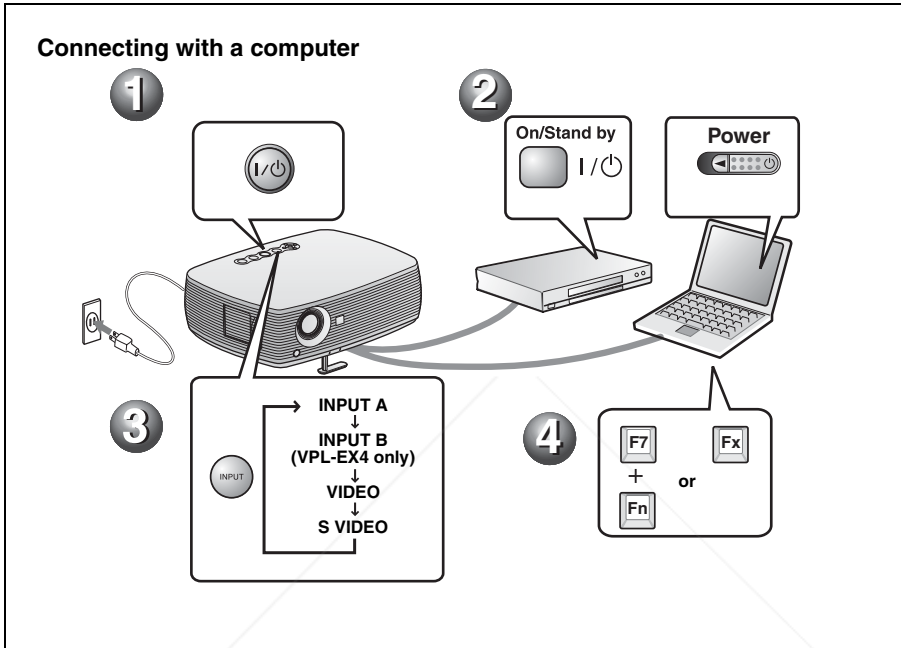 Connecting with a computer
1
I/⏻
2
On/Stand by
I/⏻
Power
3
INPUT
INPUT A
↓
INPUT B
(VPL-EX4 only)
↓
VIDEO
↓
S VIDEO
4
F7
+
Fn
or
Fx